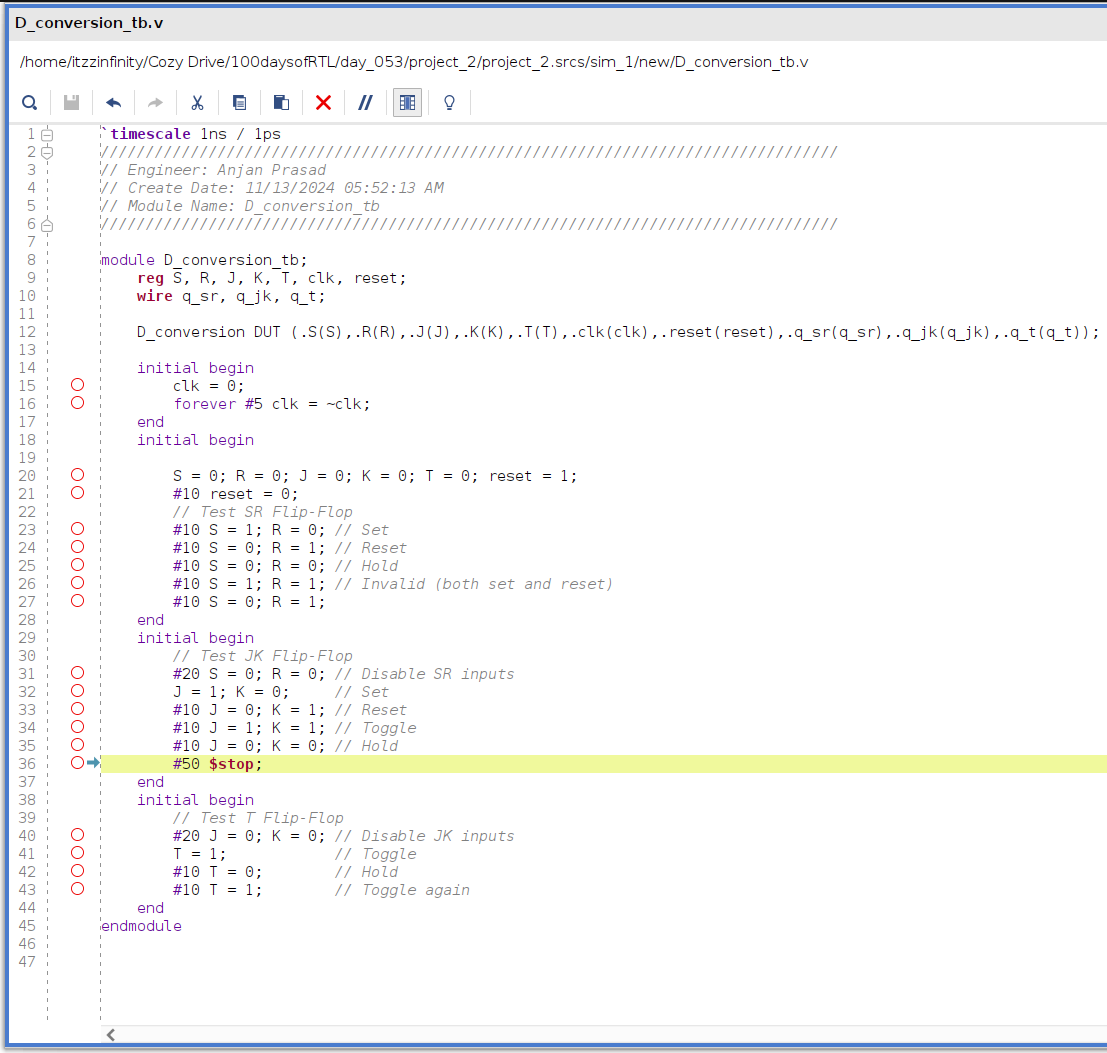 D_conversion_tb.v
/home/itzzinfinity/Cozy Drive/100daysofRTL/day_053/project_2/project_2.srcs/sim_1/new/D_conversion_tb.v
1 `timescale 1ns / 1ps
2 //////////////////////////////////////////////////////////////////////////////////
3 // Engineer: Anjan Prasad
4 // Create Date: 11/13/2024 05:52:13 AM
5 // Module Name: D_conversion_tb
6 //////////////////////////////////////////////////////////////////////////////////
7
8 module D_conversion_tb;
9 reg S, R, J, K, T, clk, reset;
10 wire q_sr, q_jk, q_t;
11
12 D_conversion DUT (.S(S),.R(R),.J(J),.K(K),.T(T),.clk(clk),.reset(reset),.q_sr(q_sr),.q_jk(q_jk),.q_t(q_t));
13
14 initial begin
15 clk = 0;
16 forever #5 clk = ~clk;
17 end
18 initial begin
19
20 S = 0; R = 0; J = 0; K = 0; T = 0; reset = 1;
21 #10 reset = 0;
22 // Test SR Flip-Flop
23 #10 S = 1; R = 0; // Set
24 #10 S = 0; R = 1; // Reset
25 #10 S = 0; R = 0; // Hold
26 #10 S = 1; R = 1; // Invalid (both set and reset)
27 #10 S = 0; R = 1;
28 end
29 initial begin
30 // Test JK Flip-Flop
31 #20 S = 0; R = 0; // Disable SR inputs
32 J = 1; K = 0; // Set
33 #10 J = 0; K = 1; // Reset
34 #10 J = 1; K = 1; // Toggle
35 #10 J = 0; K = 0; // Hold
36 #50 $stop;
37 end
38 initial begin
39 // Test T Flip-Flop
40 #20 J = 0; K = 0; // Disable JK inputs
41 T = 1; // Toggle
42 #10 T = 0; // Hold
43 #10 T = 1; // Toggle again
44 end
45 endmodule
46
47